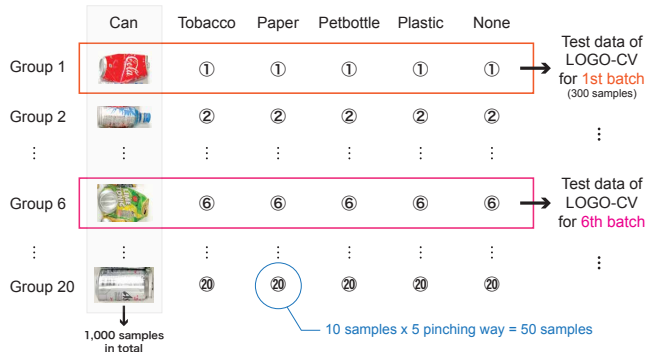 Can Tobacco Paper Petbottle Plastic None
Group 1 ① ① ① ① ①
Test data of
LOGO-CV
for 1st batch
(300 samples)
Group 2 ② ② ② ② ②
⋮ ⋮ ⋮ ⋮ ⋮ ⋮ ⋮ ⋮
Group 6 ⑥ ⑥ ⑥ ⑥ ⑥
Test data of
LOGO-CV
for 6th batch
⋮ ⋮ ⋮ ⋮ ⋮ ⋮ ⋮ ⋮
Group 20 ⑳ ⑳ ⑳ ⑳ ⑳
10 samples x 5 pinching way = 50 samples
1,000 samples
in total